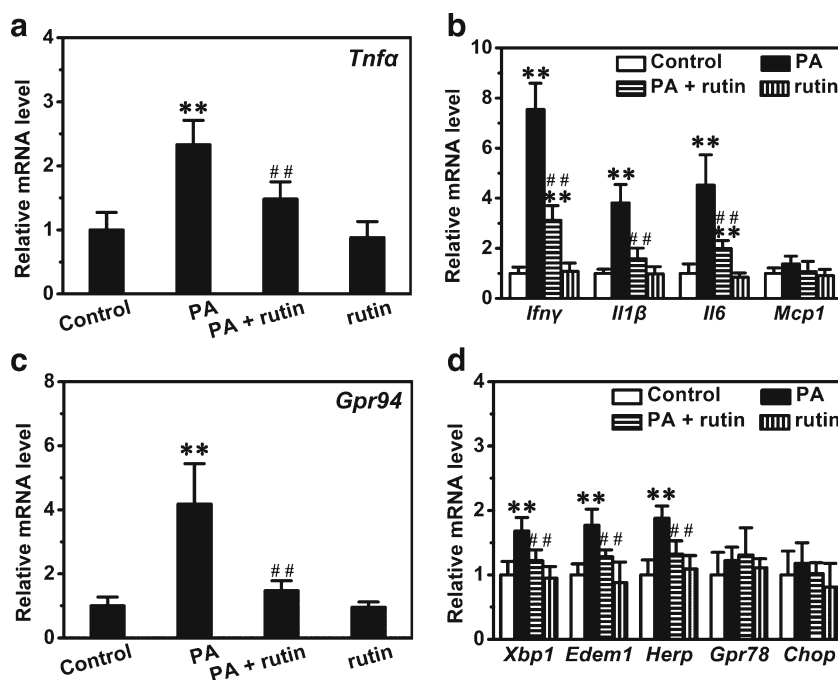 a
Tnfα
Relative mRNA level
4
3
2
1
0
**
##
Control
PA
PA + rutin
rutin
b
Relative mRNA level
10
8
6
4
2
0
Control PA
PA + rutin rutin
**
##
**
**
##
**
##
**
Ifnγ Il1β Il6 Mcp1
c
Gpr94
Relative mRNA level
8
6
4
2
0
**
##
Control
PA
PA + rutin
rutin
d
Relative mRNA level
4
3
2
1
0
Control PA
PA + rutin rutin
**
##
**
##
**
##
Xbp1 Edem1 Herp Gpr78 Chop